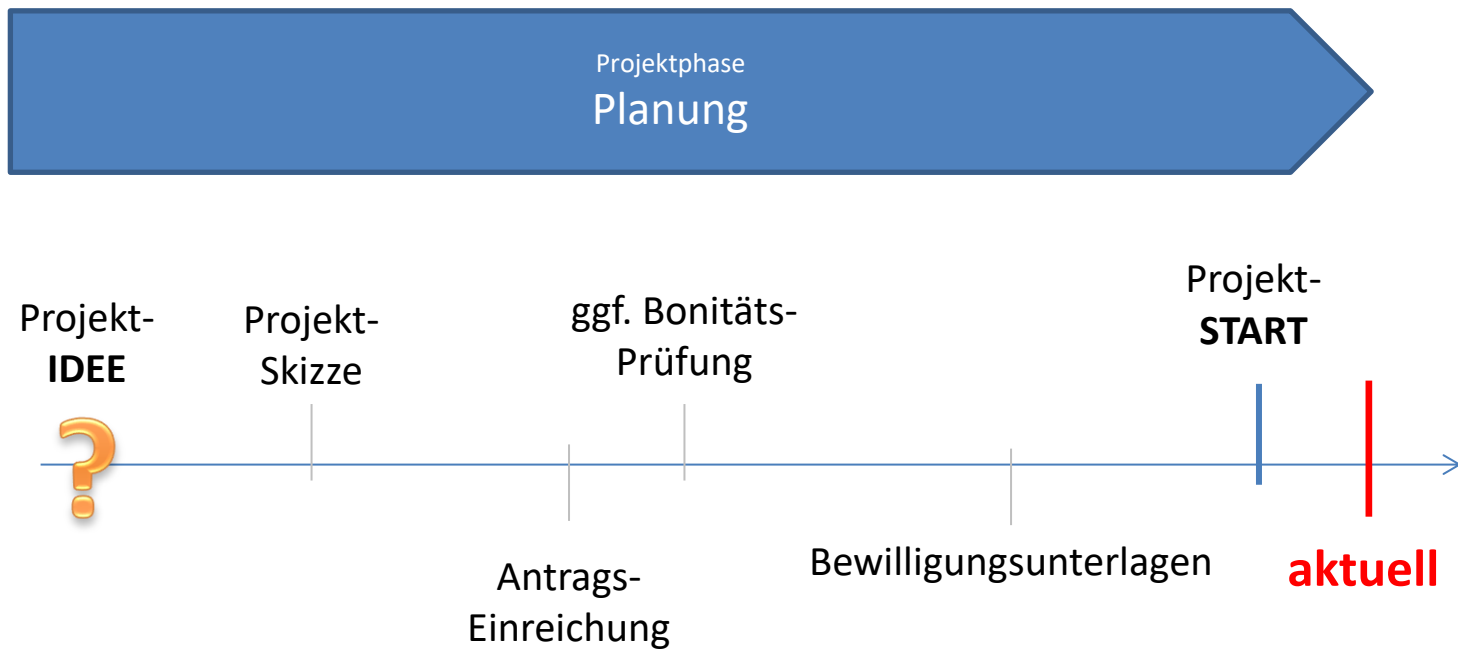 Projektphase
Planung
Projekt-
IDEE
Projekt-
Skizze
ggf. Bonitäts-
Prüfung
Projekt-
START
?
Antrags-
Einreichung
Bewilligungsunterlagen
aktuell